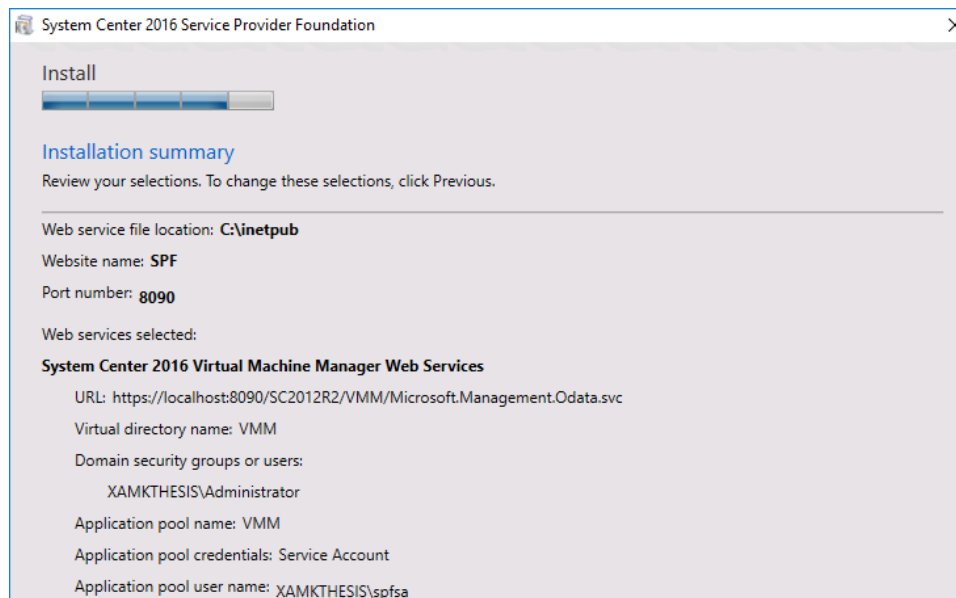 System Center 2016 Service Provider Foundation
Install
Installation summary
Review your selections. To change these selections, click Previous.
Web service file location: C:\inetpub
Website name: SPF
Port number: 8090
Web services selected:
System Center 2016 Virtual Machine Manager Web Services
URL: https://localhost:8090/SC2012R2/VMM/Microsoft.Management.Odata.svc
Virtual directory name: VMM
Domain security groups or users:
XAMKTHESIS\Administrator
Application pool name: VMM
Application pool credentials: Service Account
Application pool user name: XAMKTHESIS\spfsa